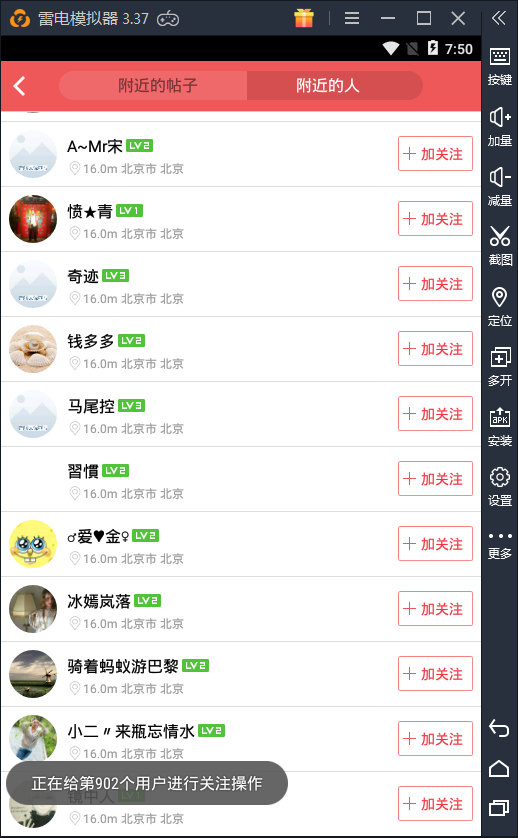 雷电模拟器 3.37
7:50
附近的帖子 附近的人
A~Mr宋 LV2
16.0m 北京市 北京
加关注
愤★青 LV1
16.0m 北京市 北京
加关注
奇迹 LV3
16.0m 北京市 北京
加关注
钱多多 LV2
16.0m 北京市 北京
加关注
马尾控 LV3
16.0m 北京市 北京
加关注
習慣 LV2
16.0m 北京市 北京
加关注
♂爱♥金♀ LV2
16.0m 北京市 北京
加关注
冰嫣岚落 LV2
16.0m 北京市 北京
加关注
骑着蚂蚁游巴黎 LV2
16.0m 北京市 北京
加关注
小二〃来瓶忘情水 LV2
16.0m 北京市 北京
加关注
正在给第902个用户进行关注操作
16.0m 北京市 北京
加关注
按键
加量
减量
截图
定位
多开
APK
安装
设置
更多